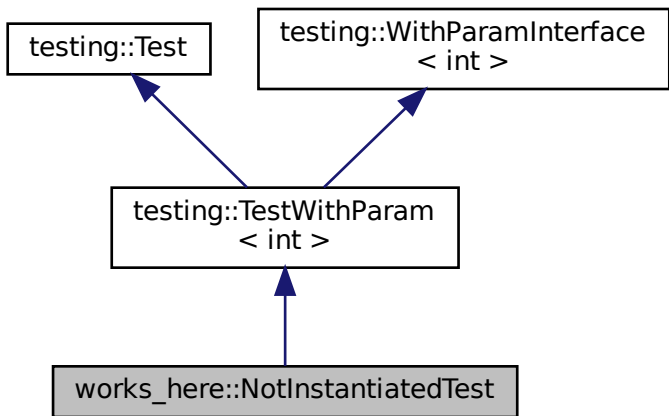 testing::Test
testing::WithParamInterface
< int >
testing::TestWithParam
< int >
works_here::NotInstantiatedTest